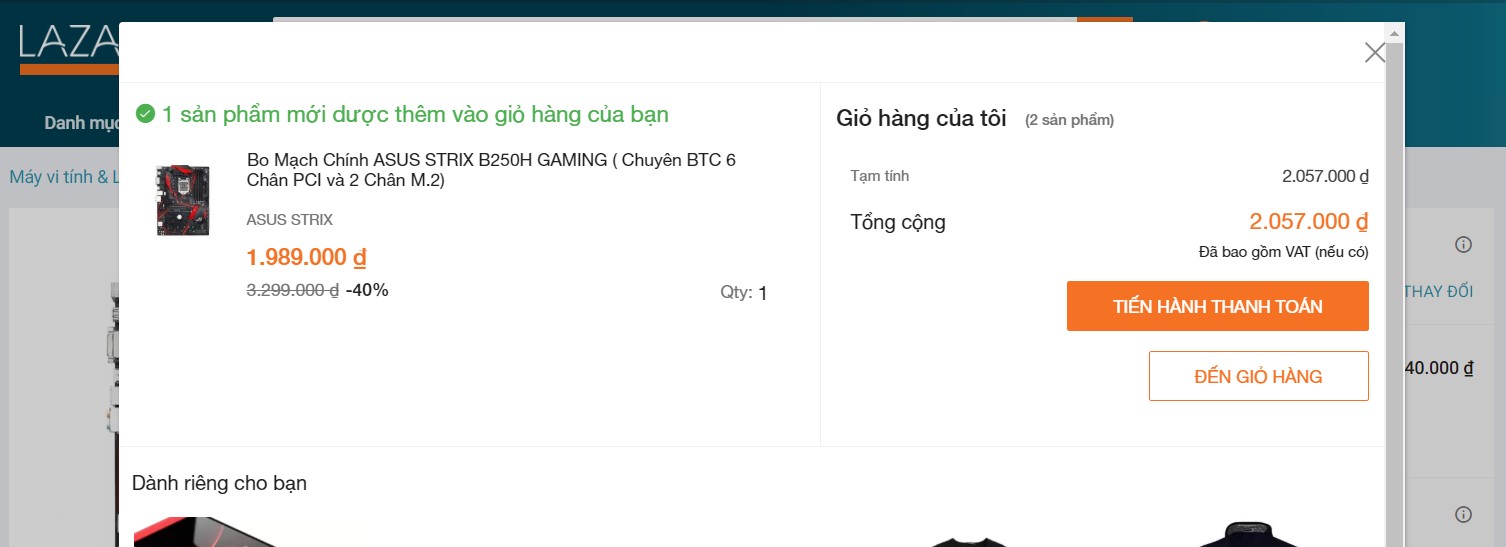 LAZA
Danh mục
Máy vi tính & L
1 sản phẩm mới dược thêm vào giỏ hàng của bạn
Bo Mạch Chính ASUS STRIX B250H GAMING ( Chuyên BTC 6
Chân PCI và 2 Chân M.2)
ASUS STRIX
1.989.000 ₫
3.299.000 ₫ -40%
Qty: 1
Giỏ hàng của tôi (2 sản phẩm)
Tạm tính 2.057.000 ₫
Tổng cộng 2.057.000 ₫
Đã bao gồm VAT (nếu có)
TIẾN HÀNH THANH TOÁN
ĐẾN GIỎ HÀNG
THAY ĐỔI
40.000 ₫
Dành riêng cho bạn